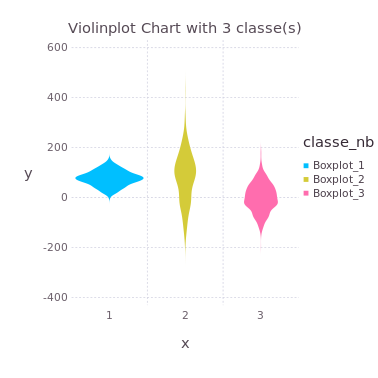 Violinplot Chart with 3 classe(s)
600
400
200
0
-200
-400
y
1
2
3
x
classe_nb
Boxplot_1
Boxplot_2
Boxplot_3